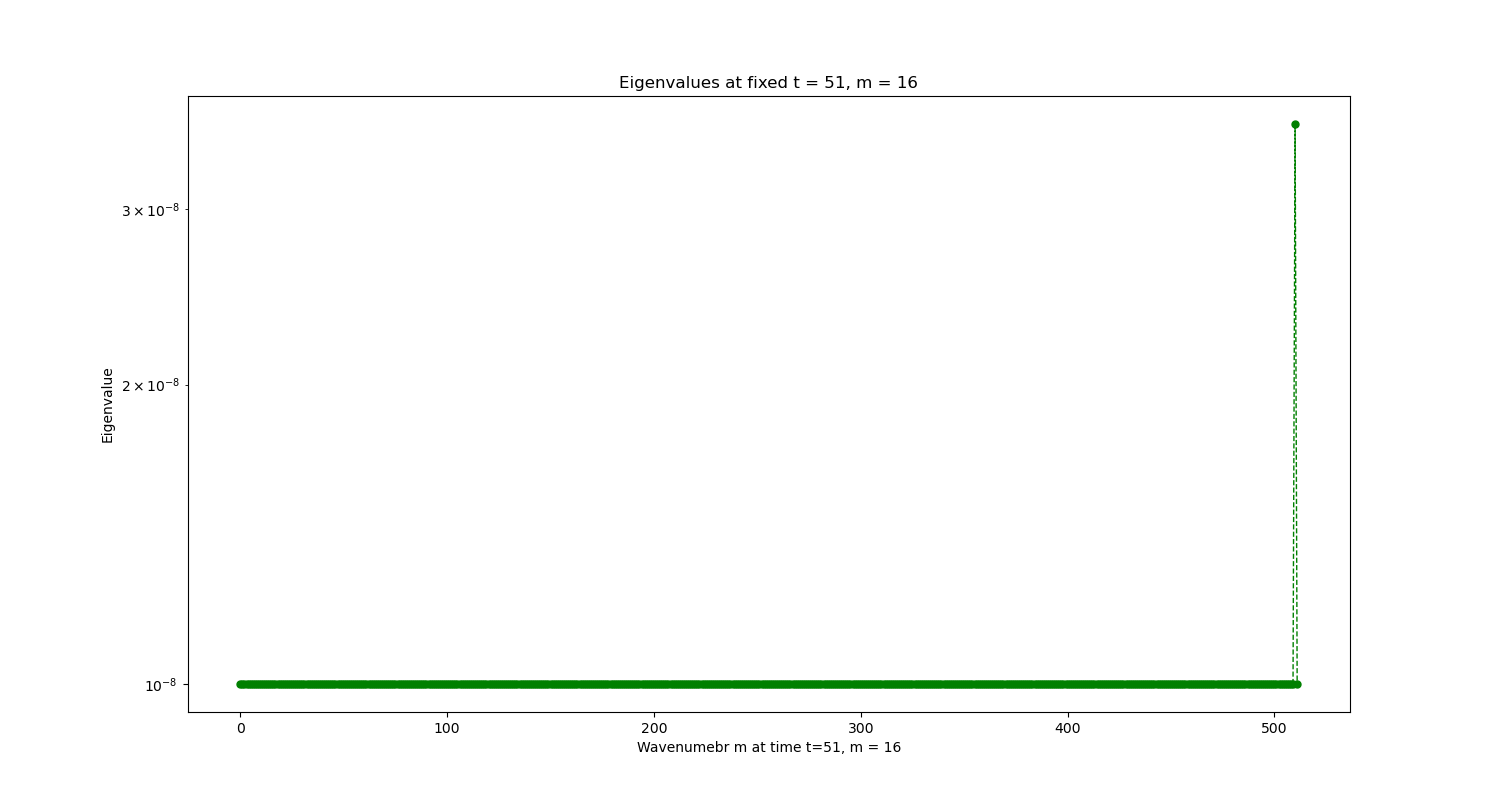 Eigenvalues at fixed t = 51, m = 16
3 × 10⁻⁸
2 × 10⁻⁸
10⁻⁸
Eigenvalue
0 100 200 300 400 500
Wavenumebr m at time t=51, m = 16